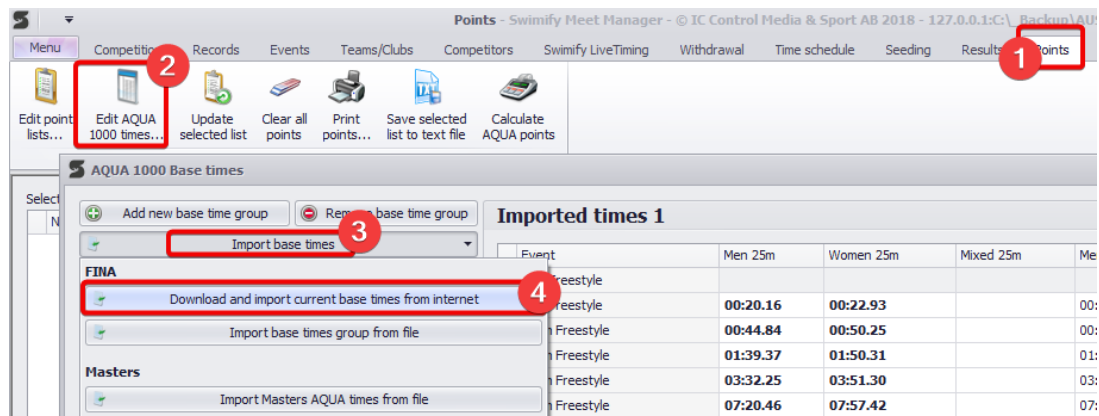 Points - Swimify Meet Manager - © IC Control Media & Sport AB 2018 - 127.0.0.1:C:\_Backup\AUS
Menu Competition Records Events Teams/Clubs Competitors Swimify LiveTiming Withdrawal Time schedule Seeding Results Points
1
2
Edit point lists...
Edit AQUA 1000 times...
Update selected list
Clear all points
Print points...
Save selected list to text file
Calculate AQUA points
AQUA 1000 Base times
Select
N
Add new base time group
Remove base time group
3
Import base times
FINA
Download and import current base times from internet
4
Import base times group from file
Masters
Import Masters AQUA times from file
Imported times 1
Event Men 25m Women 25m Mixed 25m Me
Freestyle
Freestyle 00:20.16 00:22.93 00:
Freestyle 00:44.84 00:50.25 00:
Freestyle 01:39.37 01:50.31 01:
Freestyle 03:32.25 03:51.30 03:
Freestyle 07:20.46 07:57.42 07: